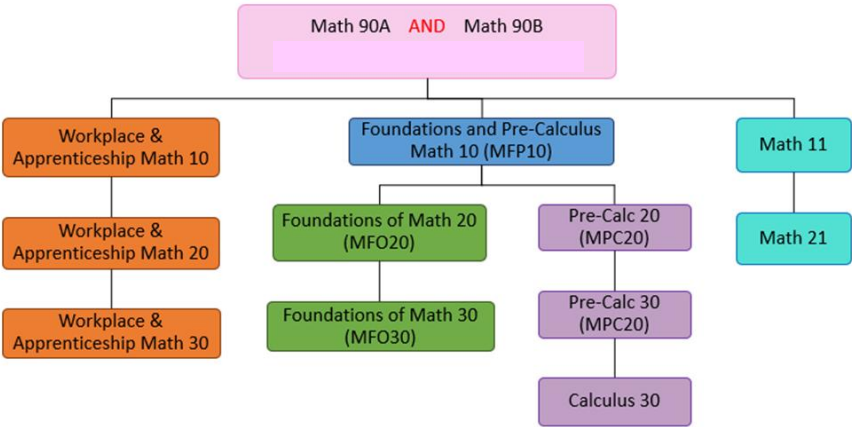 Math 90A AND Math 90B
Workplace &
Apprenticeship Math 10
Foundations and Pre-Calculus
Math 10 (MFP10)
Math 11
Workplace &
Apprenticeship Math 20
Foundations of Math 20
(MFO20)
Pre-Calc 20
(MPC20)
Math 21
Workplace &
Apprenticeship Math 30
Foundations of Math 30
(MFO30)
Pre-Calc 30
(MPC20)
Calculus 30